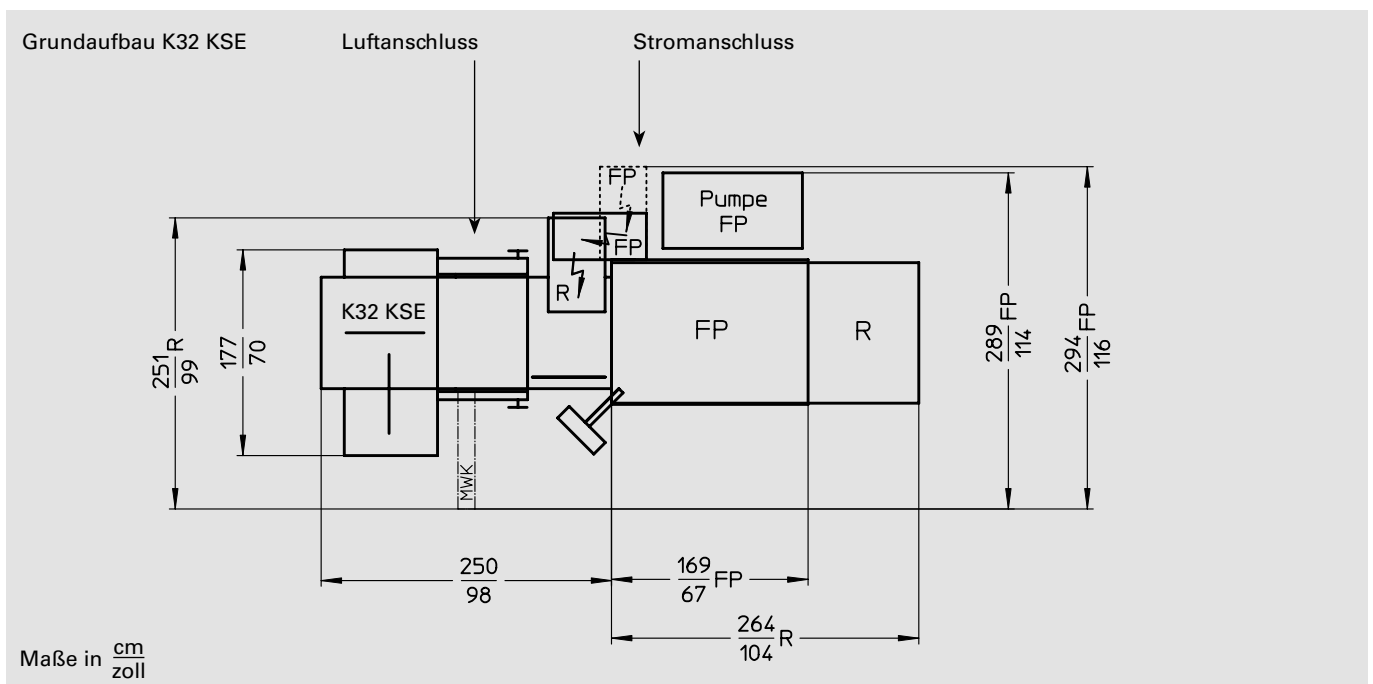 Grundaufbau K32 KSE
Luftanschluss
Stromanschluss
FP
Pumpe
FP
FP
R
K32 KSE
FP
R
251 R
99
177
70
289 FP
114
294 FP
116
MWK
250
98
169 FP
67
264 R
104
Maße in cm
zoll